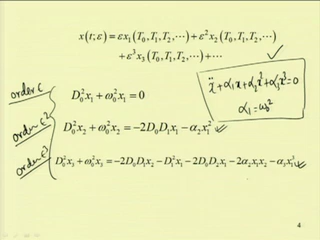 x(t;ε) = εx₁(T₀,T₁,T₂,⋯) + ε²x₂(T₀,T₁,T₂,⋯)
+ ε³x₃(T₀,T₁,T₂,⋯) + ⋯
ẍ + α₁x + α₂x² + α₃x³ = 0
α₁ = ω₀²
order ε
D₀²x₁ + ω₀²x₁ = 0
order ε²
D₀²x₂ + ω₀²x₂ = −2D₀D₁x₁ − α₂x₁²
order ε³
D₀²x₃ + ω₀²x₃ = −2D₀D₁x₂ − D₁²x₁ − 2D₀D₂x₁ − 2α₂x₁x₂ − α₃x₁³
4